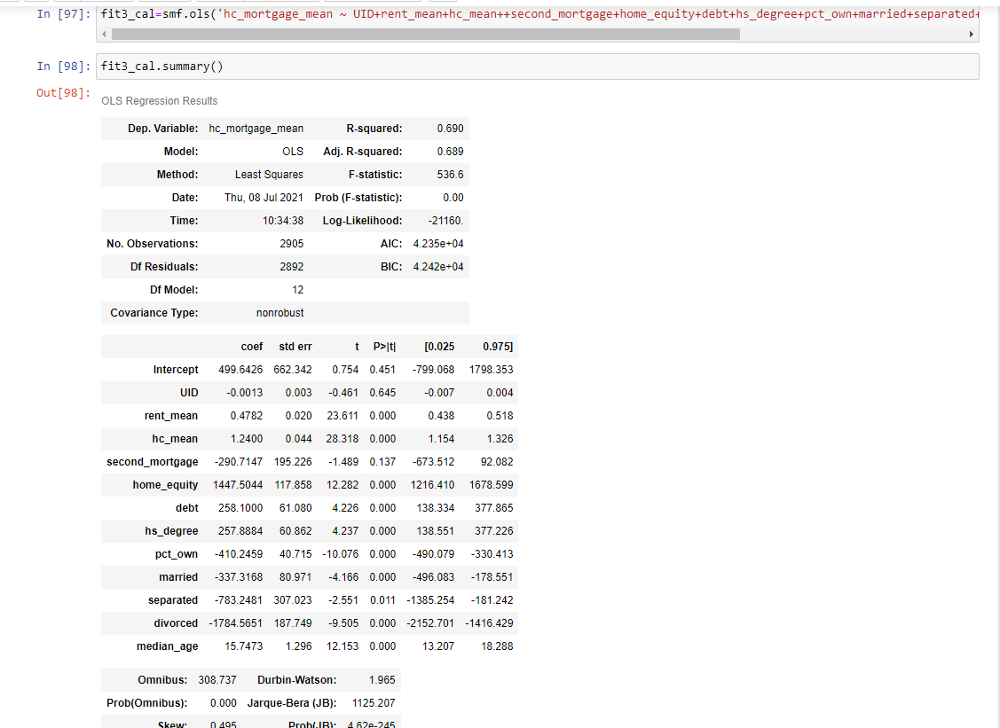 In [97]: fit3_cal=smf.ols('hc_mortgage_mean ~ UID+rent_mean+hc_mean++second_mortgage+home_equity+debt+hs_degree+pct_own+married+separated+
In [98]: fit3_cal.summary()
Out[98]:
OLS Regression Results
Dep. Variable: hc_mortgage_mean R-squared: 0.690
Model: OLS Adj. R-squared: 0.689
Method: Least Squares F-statistic: 536.6
Date: Thu, 08 Jul 2021 Prob (F-statistic): 0.00
Time: 10:34:38 Log-Likelihood: -21160.
No. Observations: 2905 AIC: 4.235e+04
Df Residuals: 2892 BIC: 4.242e+04
Df Model: 12
Covariance Type: nonrobust
coef std err t P>|t| [0.025 0.975]
Intercept 499.6426 662.342 0.754 0.451 -799.068 1798.353
UID -0.0013 0.003 -0.461 0.645 -0.007 0.004
rent_mean 0.4782 0.020 23.611 0.000 0.438 0.518
hc_mean 1.2400 0.044 28.318 0.000 1.154 1.326
second_mortgage -290.7147 195.226 -1.489 0.137 -673.512 92.082
home_equity 1447.5044 117.858 12.282 0.000 1216.410 1678.599
debt 258.1000 61.080 4.226 0.000 138.334 377.865
hs_degree 257.8884 60.862 4.237 0.000 138.551 377.226
pct_own -410.2459 40.715 -10.076 0.000 -490.079 -330.413
married -337.3168 80.971 -4.166 0.000 -496.083 -178.551
separated -783.2481 307.023 -2.551 0.011 -1385.254 -181.242
divorced -1784.5651 187.749 -9.505 0.000 -2152.701 -1416.429
median_age 15.7473 1.296 12.153 0.000 13.207 18.288
Omnibus: 308.737 Durbin-Watson: 1.965
Prob(Omnibus): 0.000 Jarque-Bera (JB): 1125.207
Skew: 0.495 Prob(JB): 4.62e-245